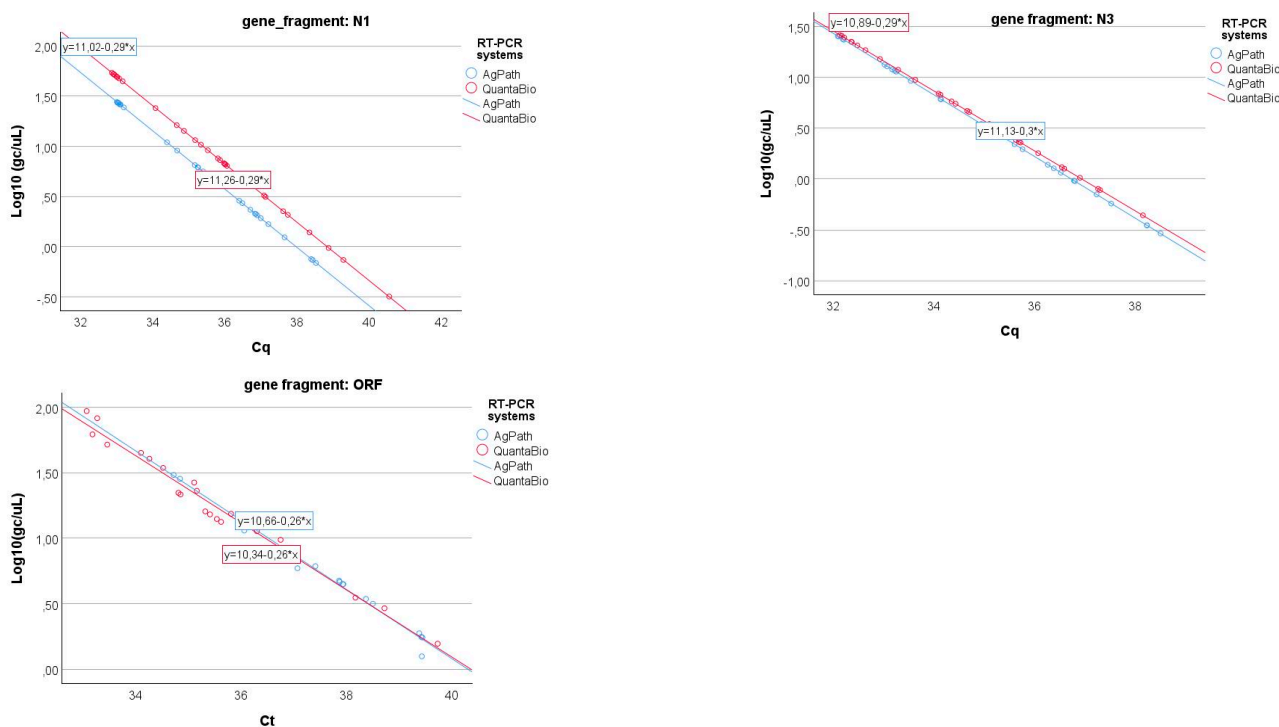 gene_fragment: N1
RT-PCR
systems
AgPath
QuantaBio
AgPath
QuantaBio
y=11,02-0,29*x
y=11,26-0,29*x
Log10 (gc/uL)
2,00
1,50
1,00
,50
,00
-,50
32 34 36 38 40 42
Cq
gene fragment: N3
RT-PCR
systems
AgPath
QuantaBio
AgPath
QuantaBio
y=10,89-0,29*x
y=11,13-0,3*x
Log10(gc/uL)
1,50
1,00
,50
,00
-,50
-1,00
32 34 36 38
Cq
gene fragment: ORF
RT-PCR
systems
AgPath
QuantaBio
AgPath
QuantaBio
y=10,66-0,26*x
y=10,34-0,26*x
Log10(gc/uL)
2,00
1,50
1,00
,50
,00
34 36 38 40
Ct